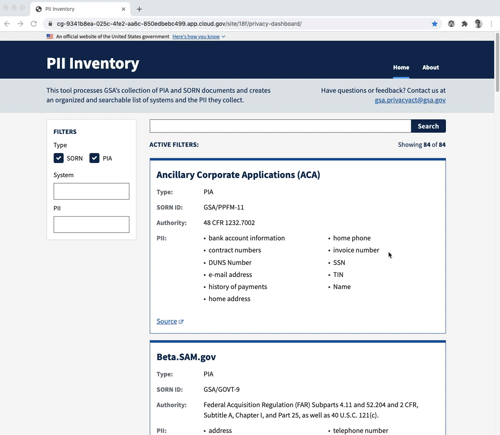 PII Inventory
cg-9341b8ea-025c-4fe2-aa6c-850edbebc499.app.cloud.gov/site/18f/privacy-dashboard/
An official website of the United States government Here's how you know
PII Inventory
Home About
This tool processes GSA's collection of PIA and SORN documents and creates
an organized and searchable list of systems and the PII they collect.
Have questions or feedback? Contact us at
gsa.privacyact@gsa.gov
FILTERS
Type
SORN PIA
System
PII
Search
ACTIVE FILTERS:
Showing 84 of 84
Ancillary Corporate Applications (ACA)
Type: PIA
SORN ID: GSA/PPFM-11
Authority: 48 CFR 1232.7002
PII:
• bank account information
• contract numbers
• DUNS Number
• e-mail address
• history of payments
• home address
• home phone
• invoice number
• SSN
• TIN
• Name
Source
Beta.SAM.gov
Type: PIA
SORN ID: GSA/GOVT-9
Authority: Federal Acquisition Regulation (FAR) Subparts 4.11 and 52.204 and 2 CFR,
Subtitle A, Chapter I, and Part 25, as well as 40 U.S.C. 121(c).
PII:
• address
• telephone number